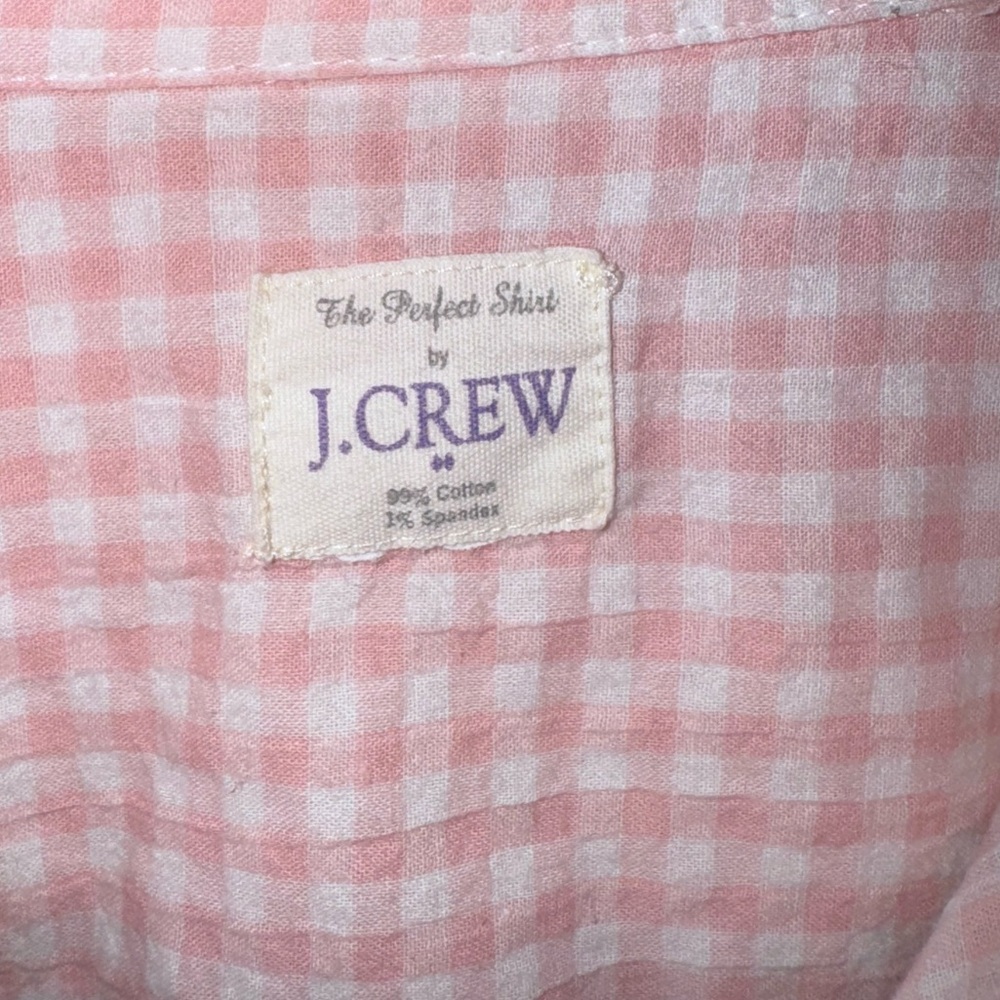 The Perfect Shirt
by
J.CREW
99% Cotton
1% Spandex